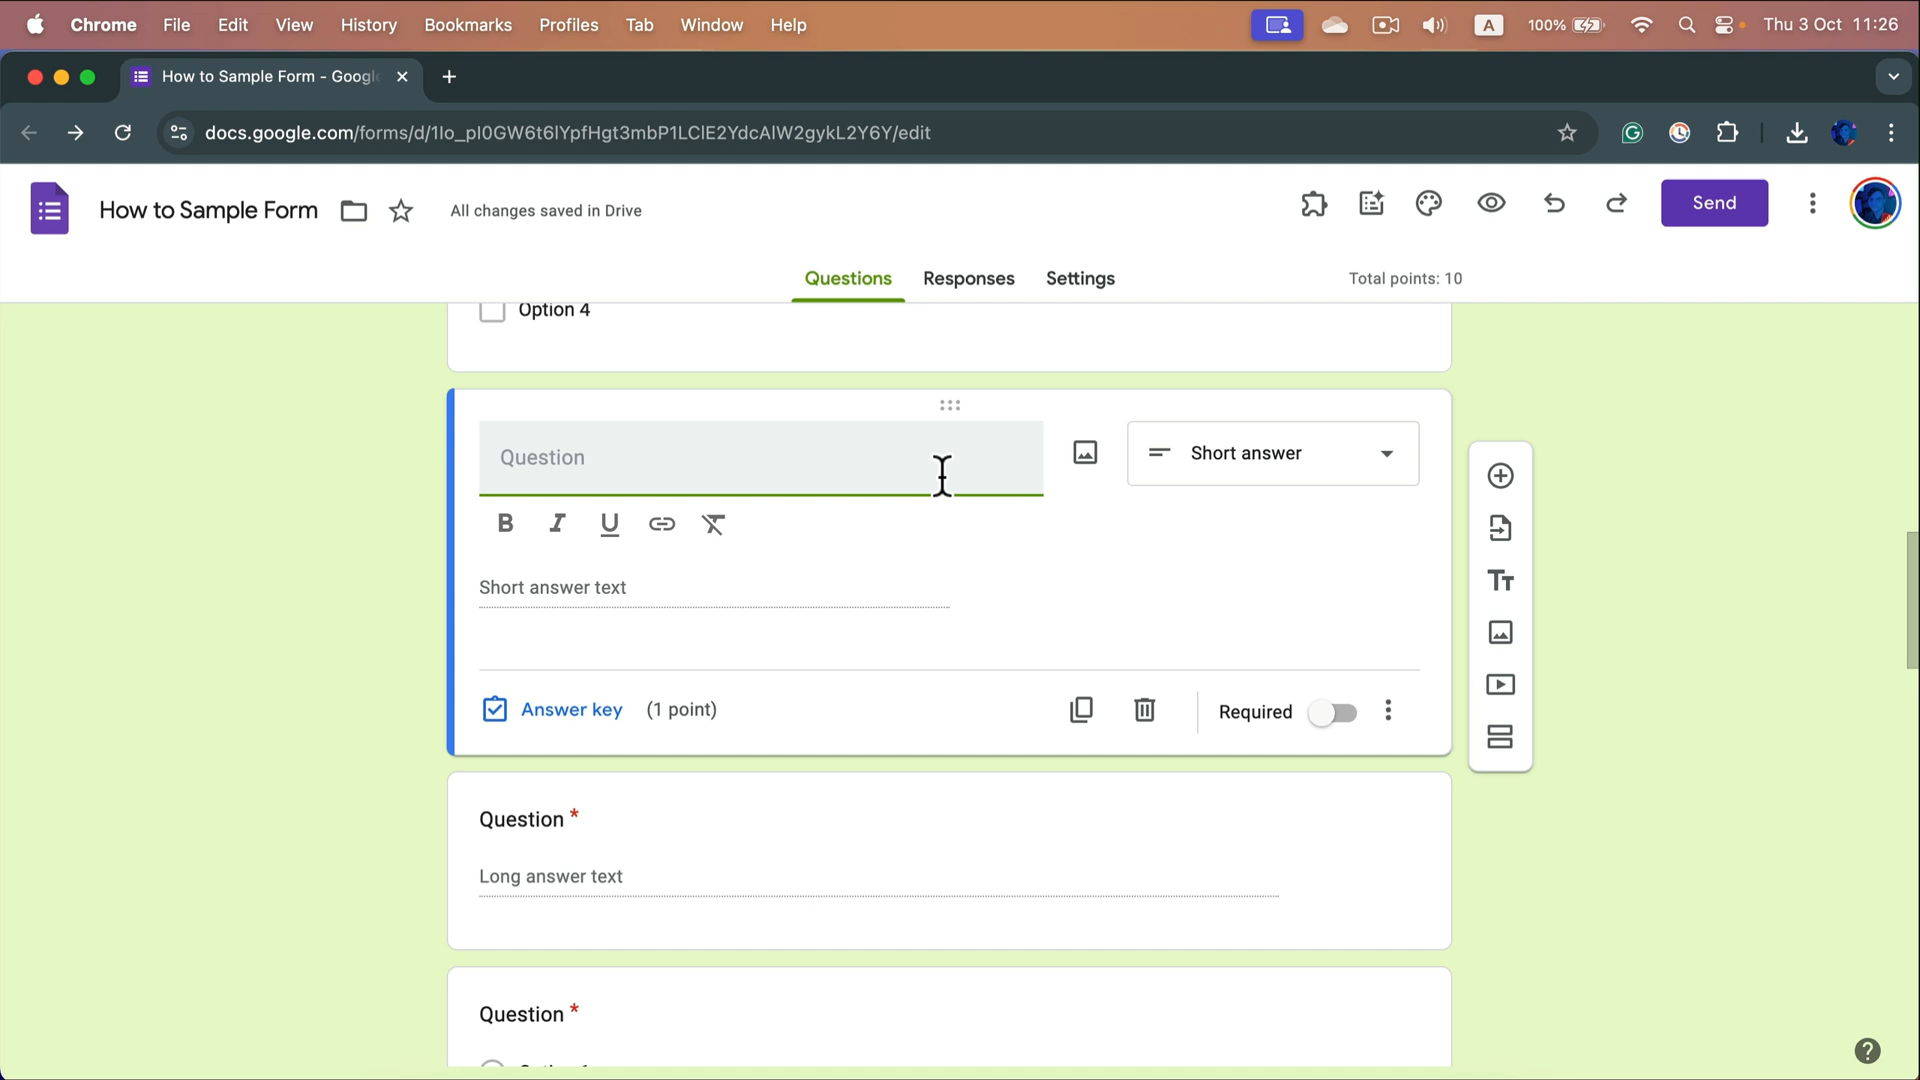 Chrome File Edit View History Bookmarks Profiles Tab Window Help A 100% Thu 3 Oct 11:26
How to Sample Form - Google
docs.google.com/forms/d/1lo_pI0GW6t6lYpfHgt3mbP1LClE2YdcAlW2gykL2Y6Y/edit
How to Sample Form All changes saved in Drive Send
Questions Responses Settings Total points: 10
Option 4
Question Short answer
B I U
Short answer text
Answer key (1 point) Required
Question *
Long answer text
Question *